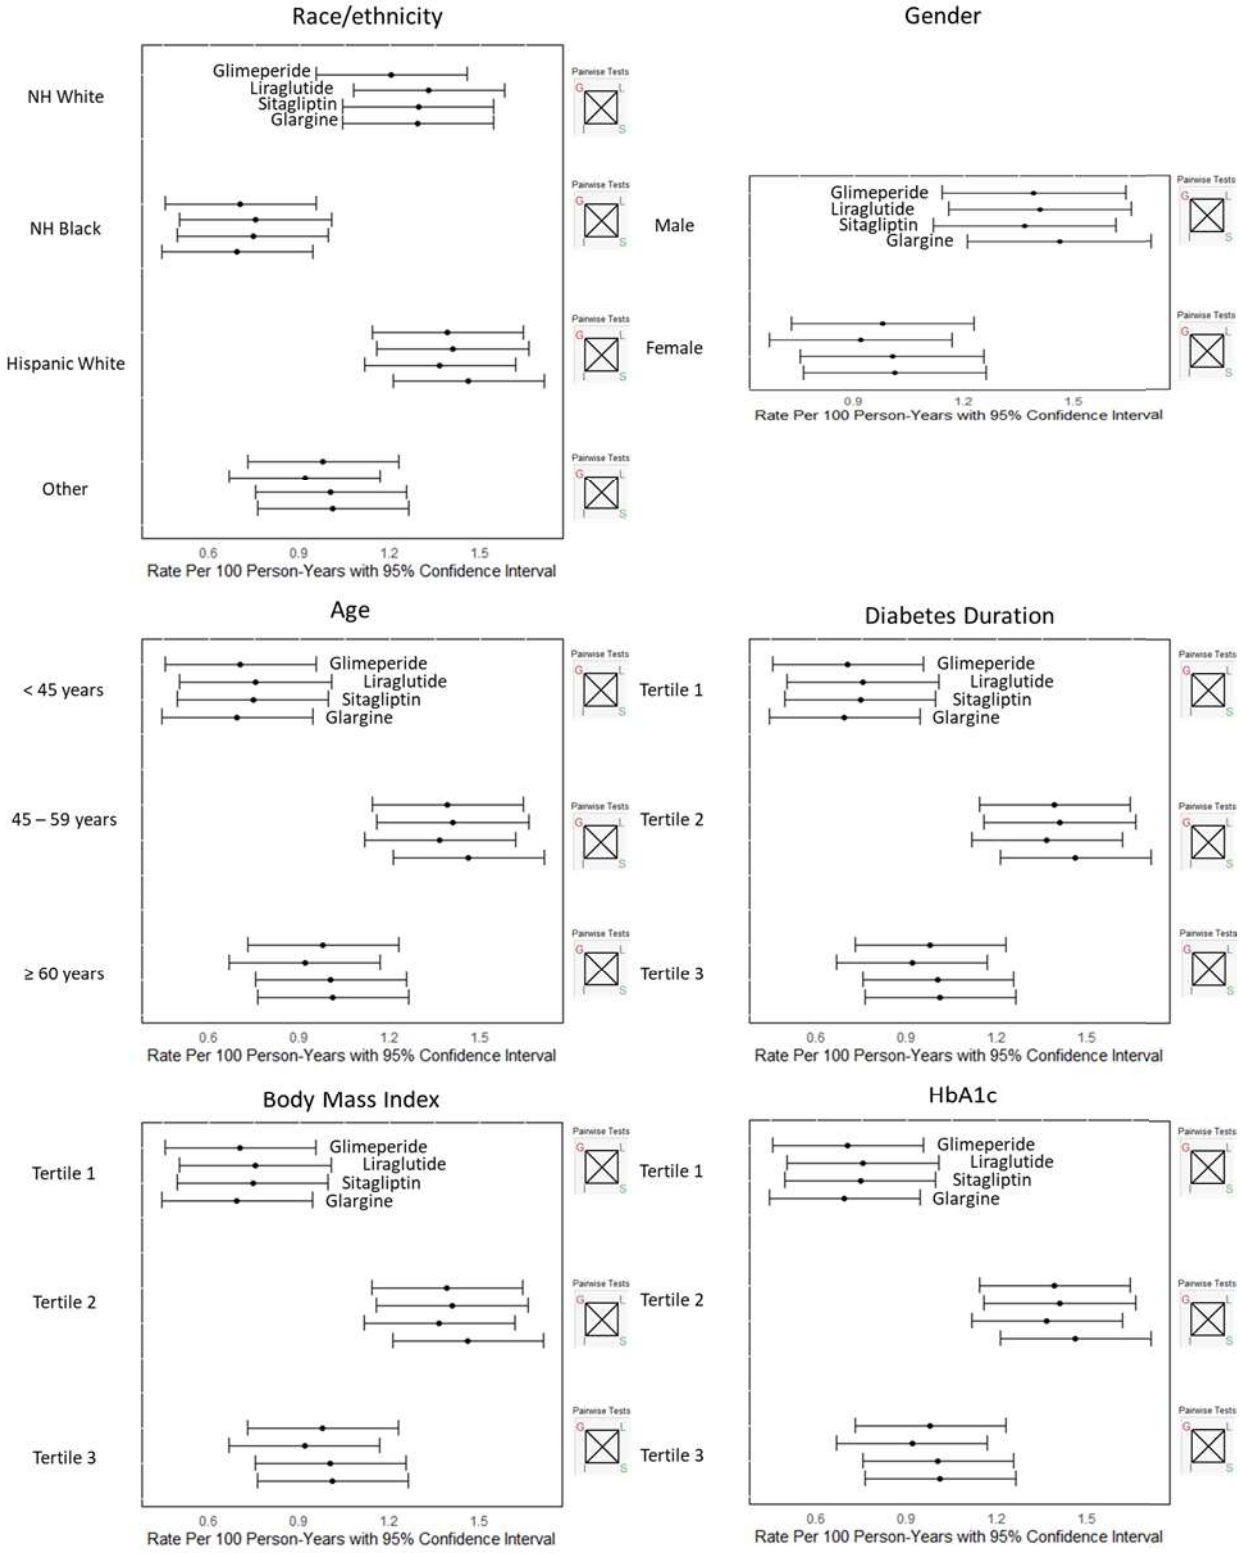 Race/ethnicity
NH White
Glimeperide
Liraglutide
Sitagliptin
Glargine
Pairwise Tests
G L
I S
NH Black
Pairwise Tests
G L
I S
Hispanic White
Pairwise Tests
G L
I S
Other
Pairwise Tests
G L
I S
0.6 0.9 1.2 1.5
Rate Per 100 Person-Years with 95% Confidence Interval
Gender
Male
Glimeperide
Liraglutide
Sitagliptin
Glargine
Pairwise Tests
G L
I S
Female
Pairwise Tests
G L
I S
0.9 1.2 1.5
Rate Per 100 Person-Years with 95% Confidence Interval
Age
< 45 years
Glimeperide
Liraglutide
Sitagliptin
Glargine
Pairwise Tests
G L
I S
45 – 59 years
Pairwise Tests
G L
I S
≥ 60 years
Pairwise Tests
G L
I S
0.6 0.9 1.2 1.5
Rate Per 100 Person-Years with 95% Confidence Interval
Diabetes Duration
Tertile 1
Glimeperide
Liraglutide
Sitagliptin
Glargine
Pairwise Tests
G L
I S
Tertile 2
Pairwise Tests
G L
I S
Tertile 3
Pairwise Tests
G L
I S
0.6 0.9 1.2 1.5
Rate Per 100 Person-Years with 95% Confidence Interval
Body Mass Index
Tertile 1
Glimeperide
Liraglutide
Sitagliptin
Glargine
Pairwise Tests
G L
I S
Tertile 2
Pairwise Tests
G L
I S
Tertile 3
Pairwise Tests
G L
I S
0.6 0.9 1.2 1.5
Rate Per 100 Person-Years with 95% Confidence Interval
HbA1c
Tertile 1
Glimeperide
Liraglutide
Sitagliptin
Glargine
Pairwise Tests
G L
I S
Tertile 2
Pairwise Tests
G L
I S
Tertile 3
Pairwise Tests
G L
I S
0.6 0.9 1.2 1.5
Rate Per 100 Person-Years with 95% Confidence Interval